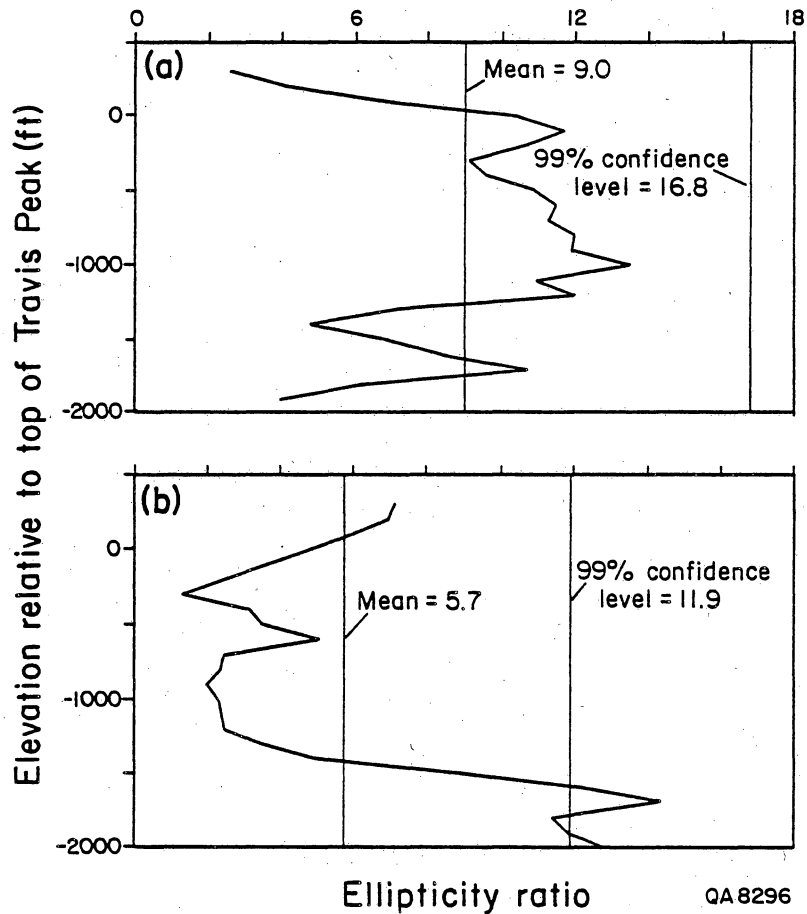 0 6 12 18
(a)
Mean = 9.0
0
99% confidence
level = 16.8
-1000
-2000
Elevation relative to top of Travis Peak (ft)
(b)
0
99% confidence
level = 11.9
Mean = 5.7
-1000
-2000
Ellipticity ratio
QA8296